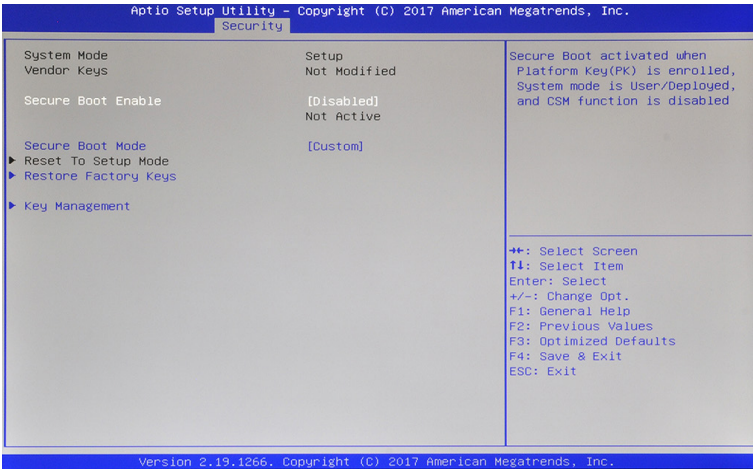 Aptio Setup Utility – Copyright (C) 2017 American Megatrends, Inc.
Security
System Mode Setup
Vendor Keys Not Modified
Secure Boot Enable [Disabled]
Not Active
Secure Boot Mode [Custom]
▶ Reset To Setup Mode
▶ Restore Factory Keys
▶ Key Management
Secure Boot activated when
Platform Key(PK) is enrolled,
System mode is User/Deployed,
and CSM function is disabled
→←: Select Screen
↑↓: Select Item
Enter: Select
+/-: Change Opt.
F1: General Help
F2: Previous Values
F3: Optimized Defaults
F4: Save & Exit
ESC: Exit
Version 2.19.1266. Copyright (C) 2017 American Megatrends, Inc.